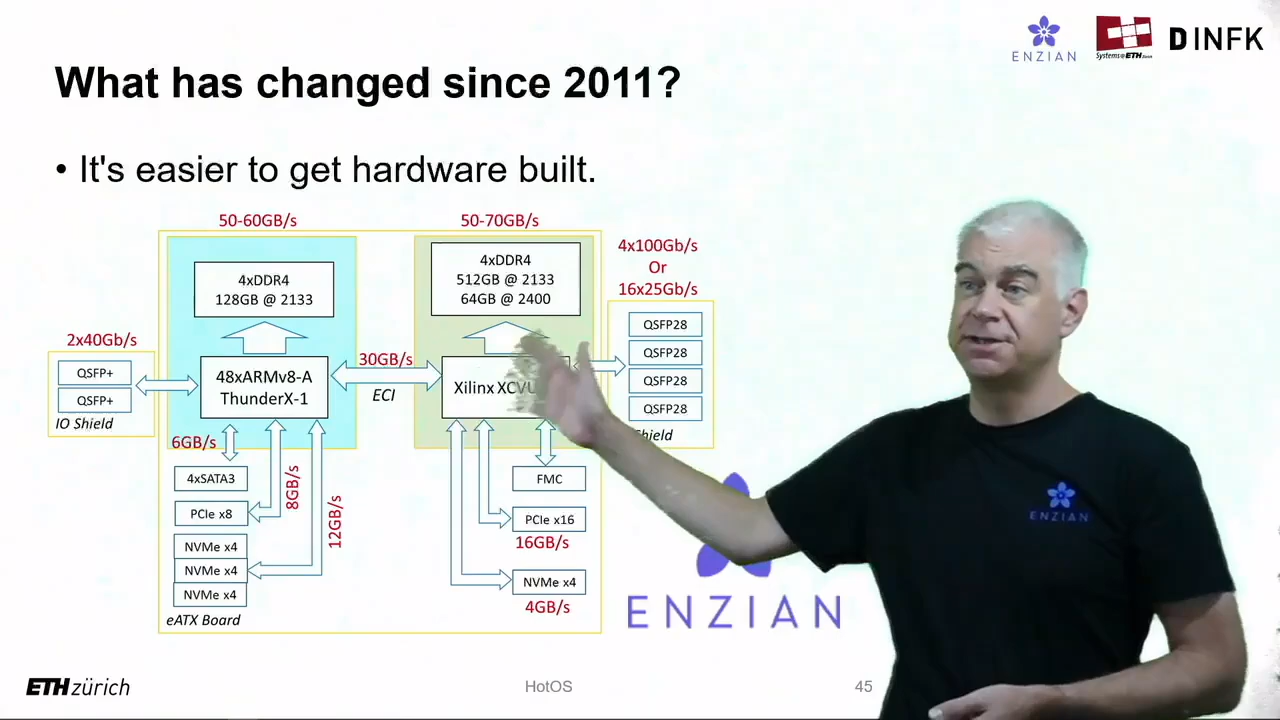 ENZIAN
Systems@ETH Zürich
DINFK
What has changed since 2011?
• It's easier to get hardware built.
50-60GB/s
50-70GB/s
4xDDR4
128GB @ 2133
4xDDR4
512GB @ 2133
64GB @ 2400
4x100Gb/s
Or
16x25Gb/s
2x40Gb/s
QSFP+
QSFP+
IO Shield
48xARMv8-A
ThunderX-1
30GB/s
ECI
Xilinx
QSFP28
QSFP28
QSFP28
QSFP28
6GB/s
4xSATA3
PCIe x8
8GB/s
12GB/s
NVMe x4
NVMe x4
NVMe x4
eATX Board
FMC
PCIe x16
16GB/s
NVMe x4
4GB/s
ENZIAN
ENZIAN
ETH zürich
HotOS
45